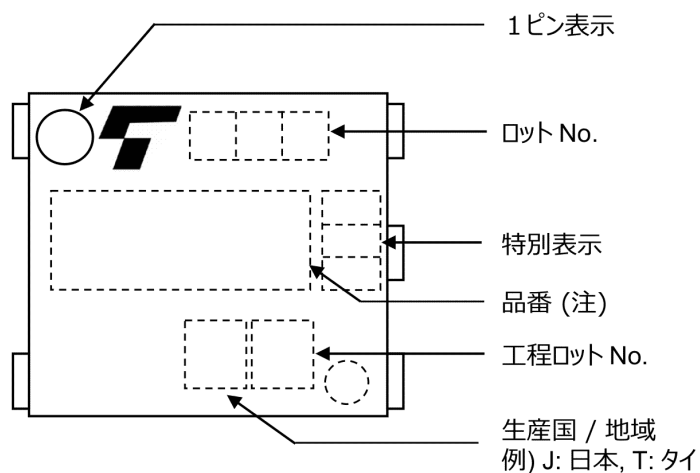 1ピン表示
ロット No.
特別表示
品番 (注)
工程ロット No.
生産国 / 地域
例) J: 日本, T: タイ